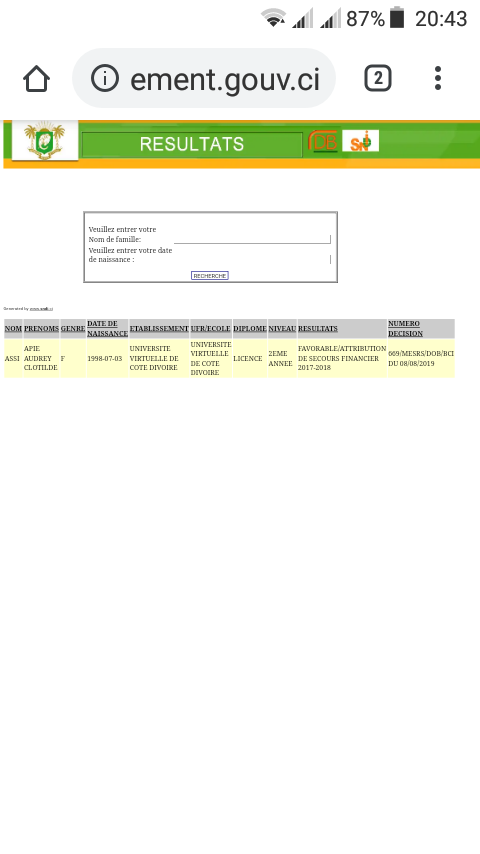 87% 20:43
ement.gouv.ci
2
RESULTATS
Veuillez entrer votre
Nom de famille:
Veuillez entrer votre date
de naissance :
RECHERCHE
Generated by
NOM PRENOMS GENRE DATE DE NAISSANCE ETABLISSEMENT UFR/ECOLE DIPLOME NIVEAU RESULTATS NUMERO DECISION
ASSI APIE AUDREY CLOTILDE F 1998-07-03 UNIVERSITE VIRTUELLE DE COTE DIVOIRE UNIVERSITE VIRTUELLE DE COTE DIVOIRE LICENCE 2EME ANNEE FAVORABLE/ATTRIBUTION DE SECOURS FINANCIER 2017-2018 669/MESRS/DOB/BCI DU 08/08/2019